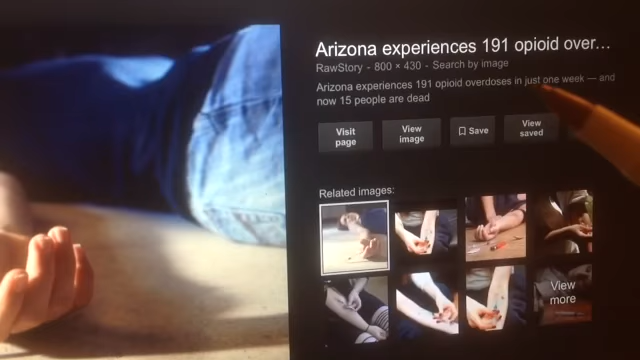 Arizona experiences 191 opioid over...
RawStory - 800 × 430 - Search by image
Arizona experiences 191 opioid overdoses in just one week — and
now 15 people are dead
Visit page
View image
Save
View saved
Related images:
View more